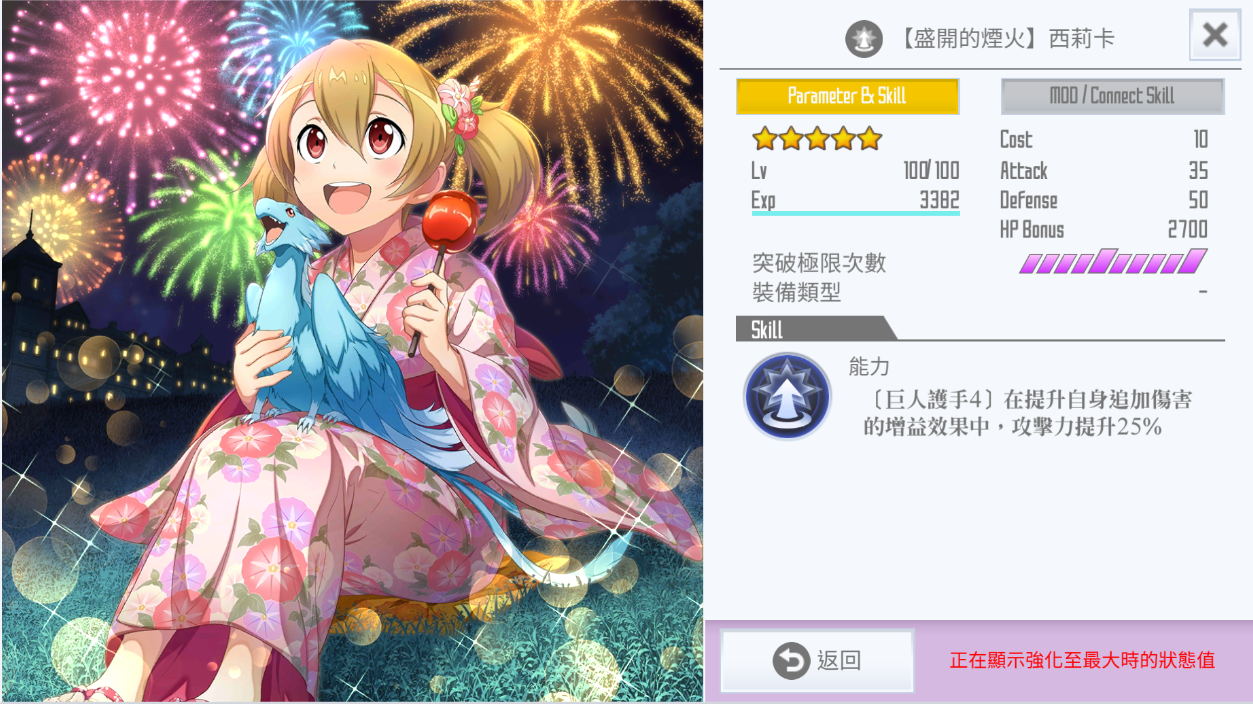 【盛開的煙火】西莉卡
Parameter & Skill
MOD / Connect Skill
Lv 100/100
Exp 3382
Cost 10
Attack 35
Defense 50
HP Bonus 2700
突破極限次數
裝備類型 -
Skill
能力
〔巨人護手4〕在提升自身追加傷害
的增益效果中，攻擊力提升25%
返回
正在顯示強化至最大時的狀態值